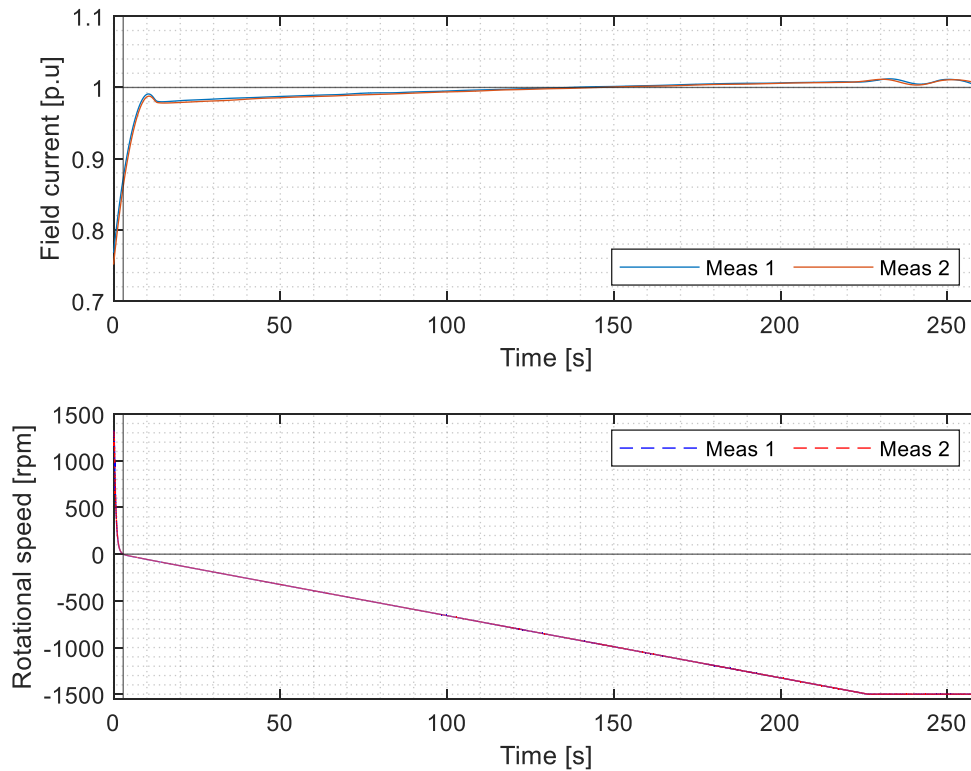 1.1
1
0.9
0.8
0.7
Field current [p.u]
Meas 1 Meas 2
0 50 100 150 200 250
Time [s]
1500
1000
500
0
-500
-1000
-1500
Rotational speed [rpm]
Meas 1 Meas 2
0 50 100 150 200 250
Time [s]